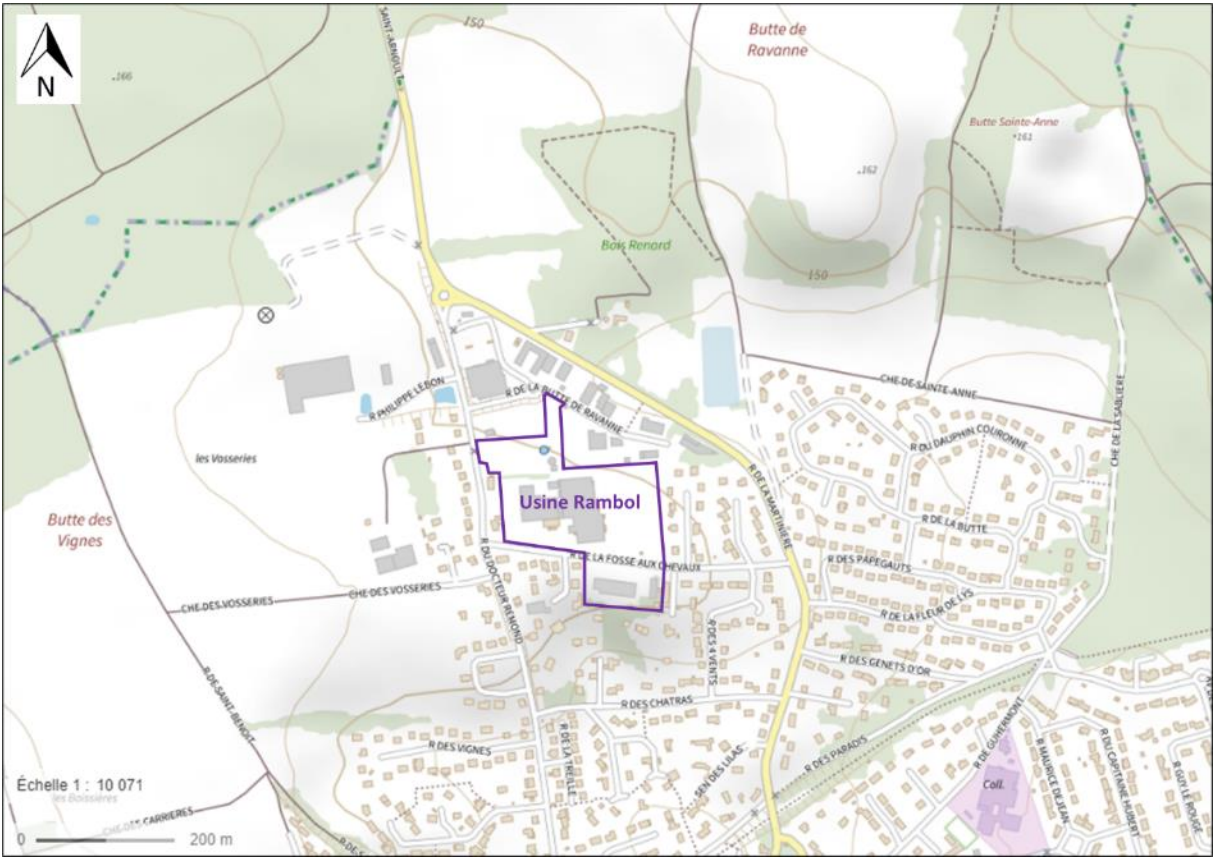 N
SAINT-ARNOULT
150
Butte de
Ravanne
166
Butte Sainte-Anne
161
162
Bois Renard
150
R PHILIPPE LEBON
R DE LA BUTTE DE RAVANNE
CHE-DE-SAINTE-ANNE
CHE DE LA SABLIERE
R DU DAUPHIN COURONNE
les Vosseries
R DE LA MARTINIERE
Usine Rambol
Butte des
Vignes
R DE LA BUTTE
R DE LA FOSSE AUX CHEVAUX
R DES PAPEGAUTS
R DU DOCTEUR REMOND
CHE-DES-VOSSERIES
CHE DES VOSSERIES
R DE LA FLEUR DE LYS
R DES 4 VENTS
R DES GENETS D'OR
R-DE-SAINT-BENOIT
R DES CHATRAS
R DE GUHERMONT
R DES VIGNES
R DE LA TREILLE
SEN DES LILAS
R DES PARADIS
R MAURICE DEJEAN
R DU CAPITAINE HUBERT
R GUY LE ROUGE
Coll.
Échelle 1 : 10 071
les Boissières
CARRIERES
0
200 m